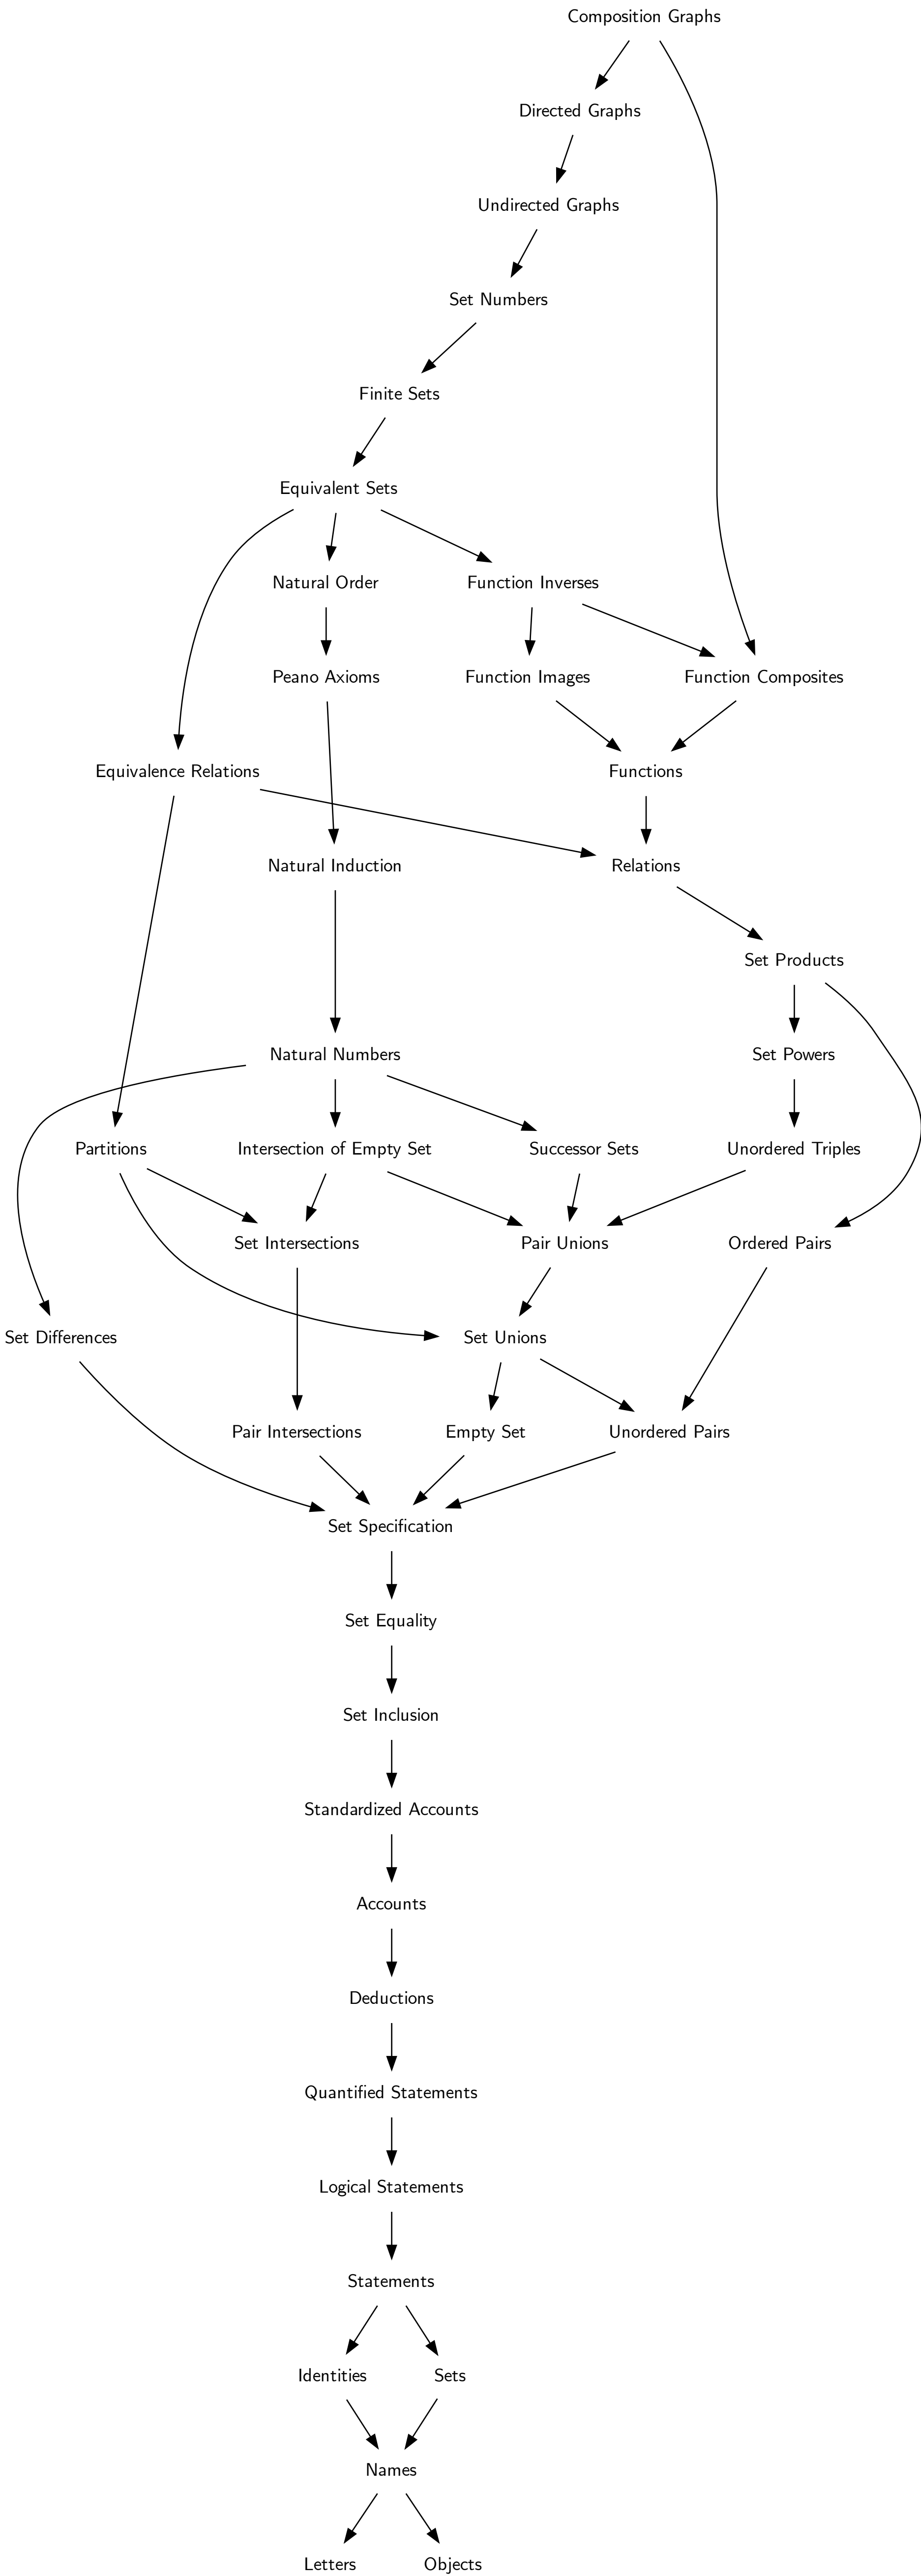 Composition Graphs
Directed Graphs
Undirected Graphs
Set Numbers
Finite Sets
Equivalent Sets
Natural Order
Function Inverses
Peano Axioms
Function Images
Function Composites
Equivalence Relations
Functions
Natural Induction
Relations
Set Products
Natural Numbers
Set Powers
Partitions
Intersection of Empty Set
Successor Sets
Unordered Triples
Set Intersections
Pair Unions
Ordered Pairs
Set Differences
Set Unions
Pair Intersections
Empty Set
Unordered Pairs
Set Specification
Set Equality
Set Inclusion
Standardized Accounts
Accounts
Deductions
Quantified Statements
Logical Statements
Statements
Identities
Sets
Names
Letters
Objects